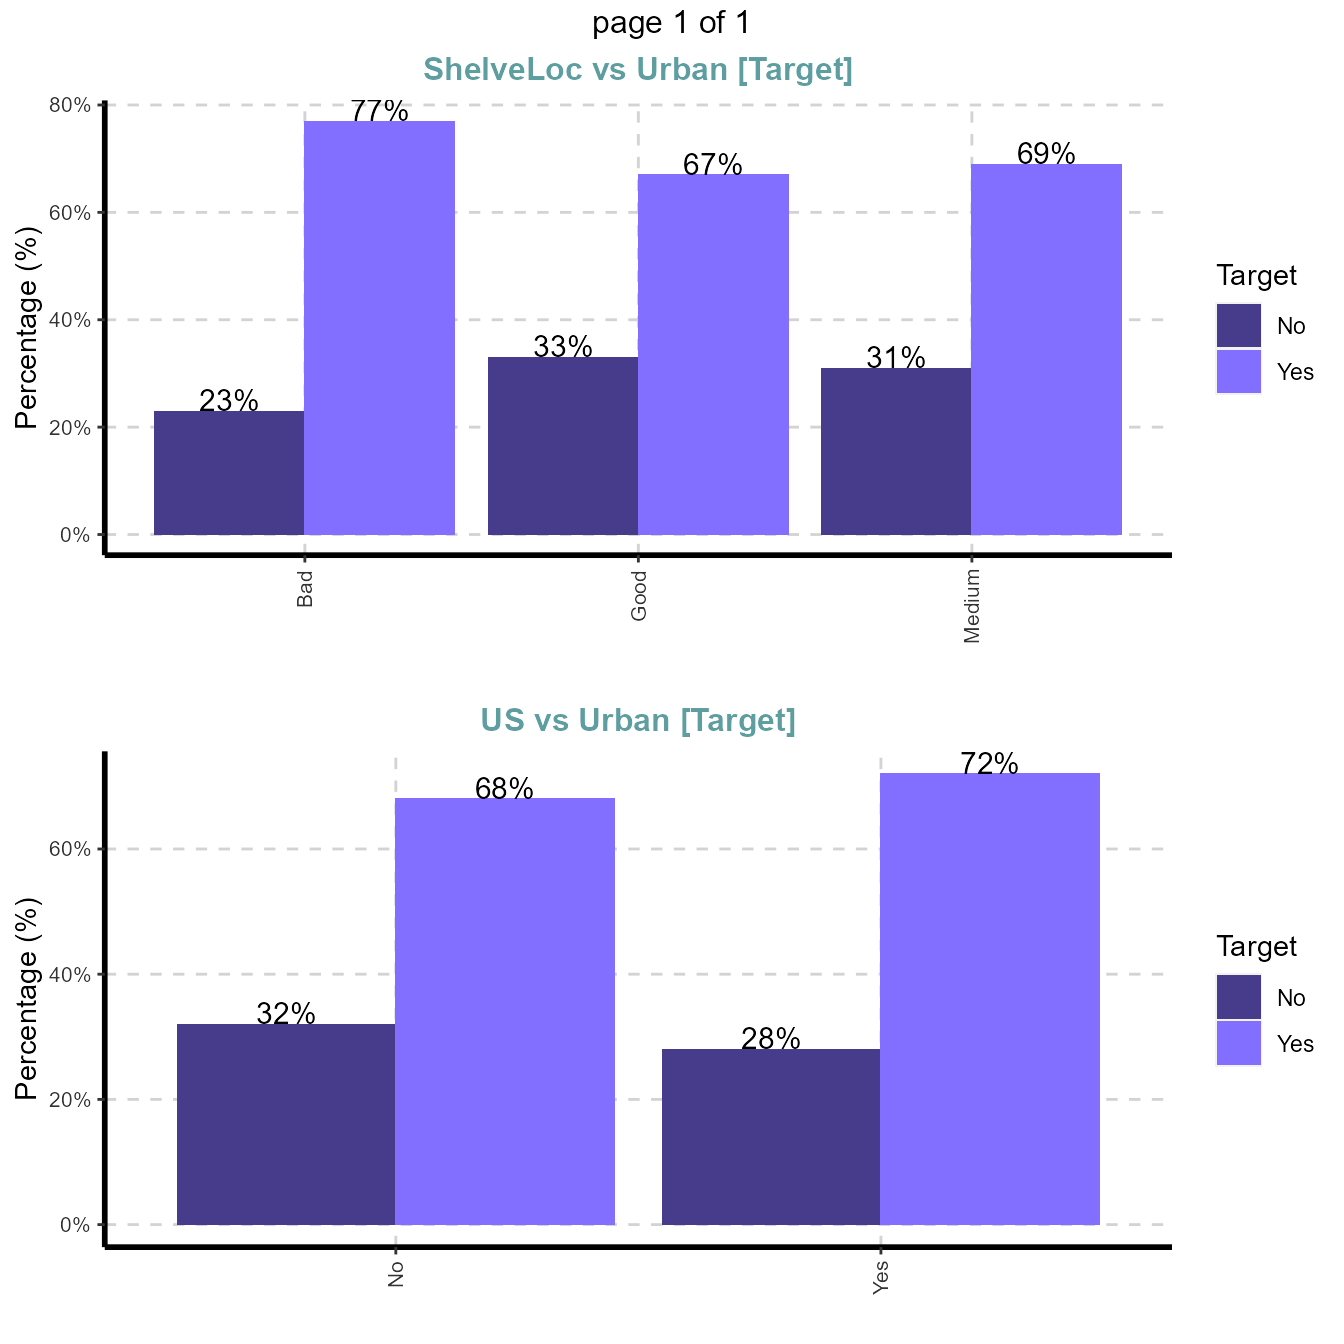 page 1 of 1
ShelveLoc vs Urban [Target]
Percentage (%)
80%
60%
40%
20%
0%
23%
77%
33%
67%
31%
69%
Bad
Good
Medium
Target
No
Yes
US vs Urban [Target]
Percentage (%)
60%
40%
20%
0%
32%
68%
28%
72%
No
Yes
Target
No
Yes